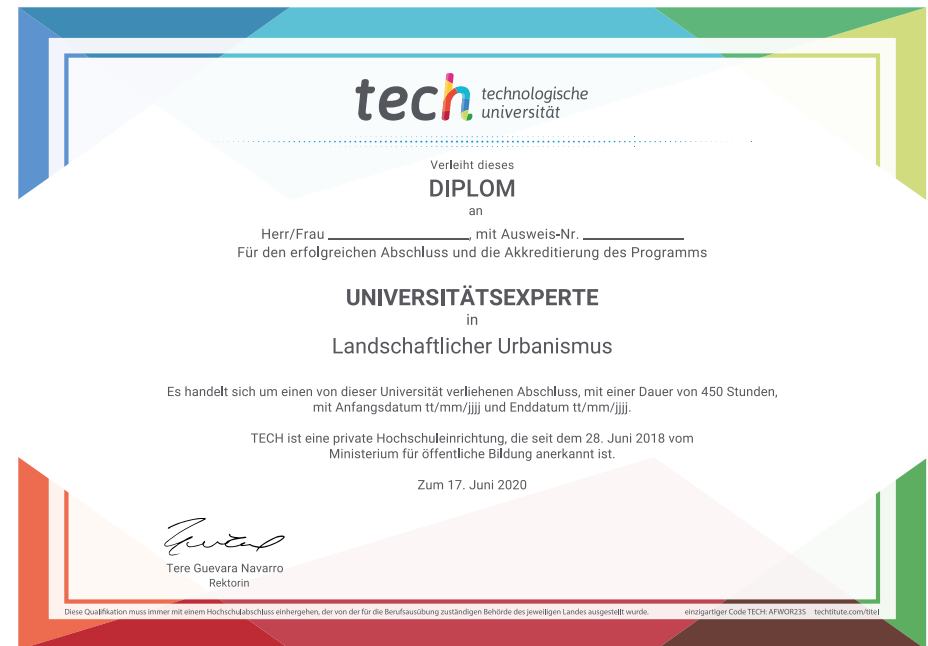 tech technologische
universität
Verleiht dieses
DIPLOM
an
Herr/Frau ____________________, mit Ausweis-Nr. ______________
Für den erfolgreichen Abschluss und die Akkreditierung des Programms
UNIVERSITÄTSEXPERTE
in
Landschaftlicher Urbanismus
Es handelt sich um einen von dieser Universität verliehenen Abschluss, mit einer Dauer von 450 Stunden,
mit Anfangsdatum tt/mm/jjjj und Enddatum tt/mm/jjjj.
TECH ist eine private Hochschuleinrichtung, die seit dem 28. Juni 2018 vom
Ministerium für öffentliche Bildung anerkannt ist.
Zum 17. Juni 2020
Tere Guevara Navarro
Rektorin
Diese Qualifikation muss immer mit einem Hochschulabschluss einhergehen, der von der für die Berufsausübung zuständigen Behörde des jeweiligen Landes ausgestellt wurde. einzigartiger Code TECH: AFWOR23S techtitute.com/titel